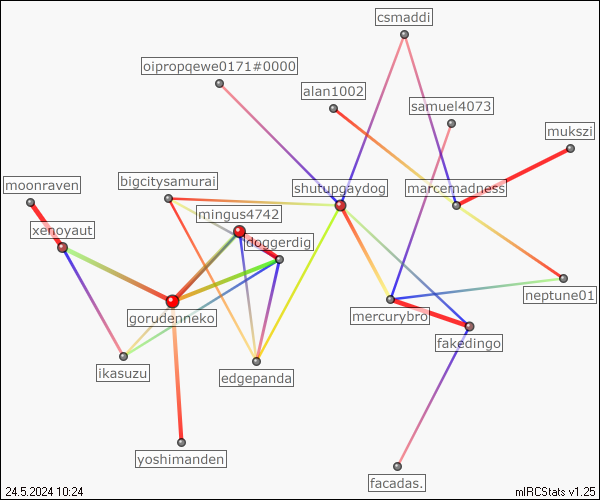 csmaddi
oipropqewe0171#0000
alan1002
samuel4073
mukszi
moonraven
bigcitysamurai
shutupgaydog
marcemadness
mingus4742
xenoyaut
doggerdig
neptune01
gorudenneko
mercurybro
fakedingo
ikasuzu
edgepanda
yoshimanden
facadas.
24.5.2024 10:24
mIRCStats v1.25